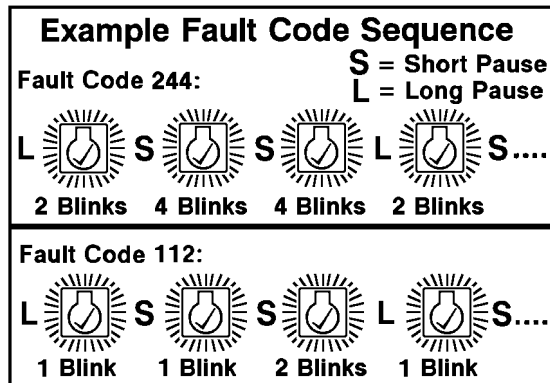 Example Fault Code Sequence
S = Short Pause
Fault Code 244:
L = Long Pause
L S S L S....
2 Blinks 4 Blinks 4 Blinks 2 Blinks
Fault Code 112:
L S S L S....
1 Blink 1 Blink 2 Blinks 1 Blink